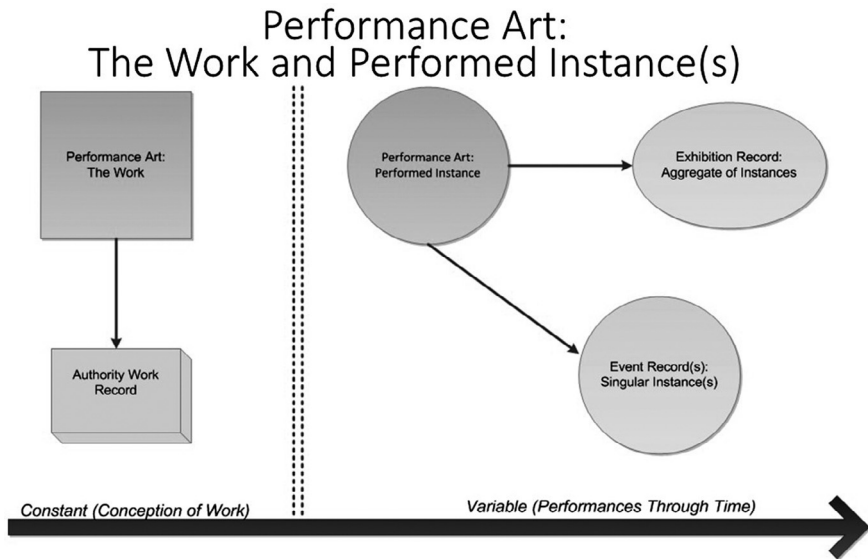 Performance Art:
The Work and Performed Instance(s)
Performance Art:
The Work
Authority Work
Record
Performance Art:
Performed Instance
Exhibition Record:
Aggregate of Instances
Event Record(s):
Singular Instance(s)
Constant (Conception of Work)
Variable (Performances Through Time)